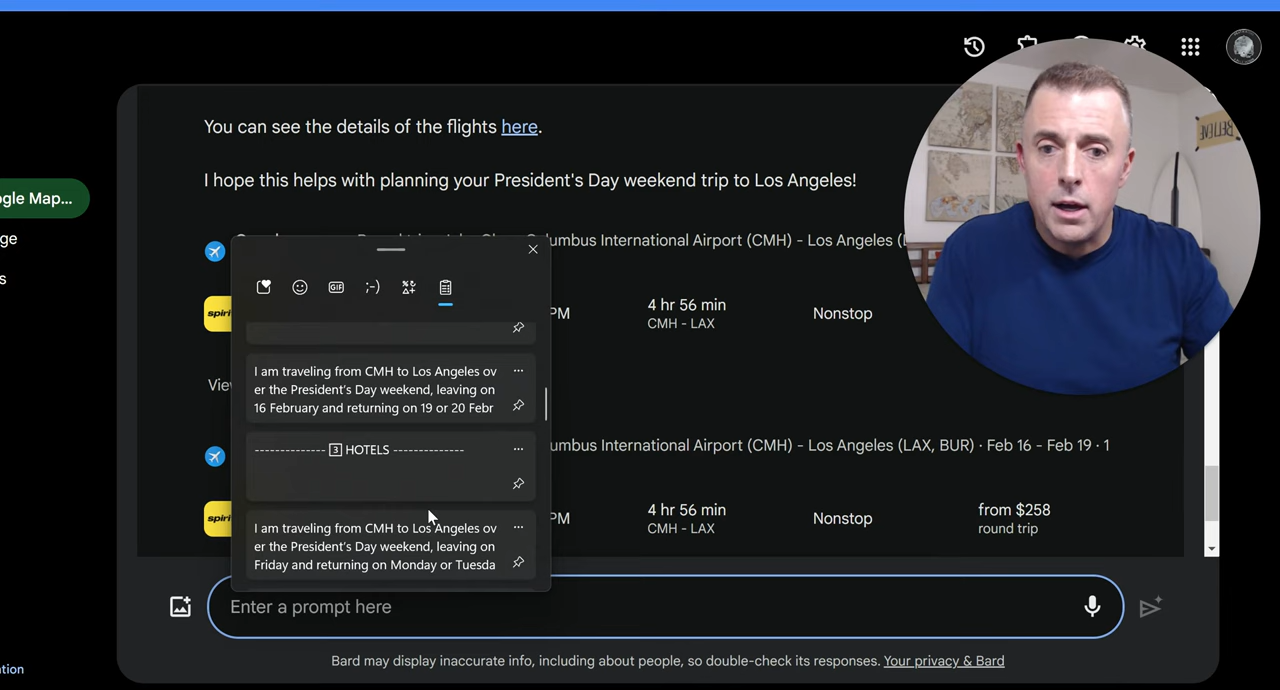 You can see the details of the flights here.
BELIEVE
ogle Map...
I hope this helps with planning your President's Day weekend trip to Los Angeles!
ge
umbus International Airport (CMH) - Los Angeles (
GIF
;-)
s
PM
4 hr 56 min
CMH - LAX
Nonstop
spiri
I am traveling from CMH to Los Angeles ov
er the President's Day weekend, leaving on
16 February and returning on 19 or 20 Febr
View
umbus International Airport (CMH) - Los Angeles (LAX, BUR) · Feb 16 - Feb 19 · 1
-------------- 3 HOTELS --------------
spiri
PM
4 hr 56 min
CMH - LAX
Nonstop
from $258
round trip
I am traveling from CMH to Los Angeles ov
er the President's Day weekend, leaving on
Friday and returning on Monday or Tuesda
Enter a prompt here
Bard may display inaccurate info, including about people, so double-check its responses. Your privacy & Bard
ation